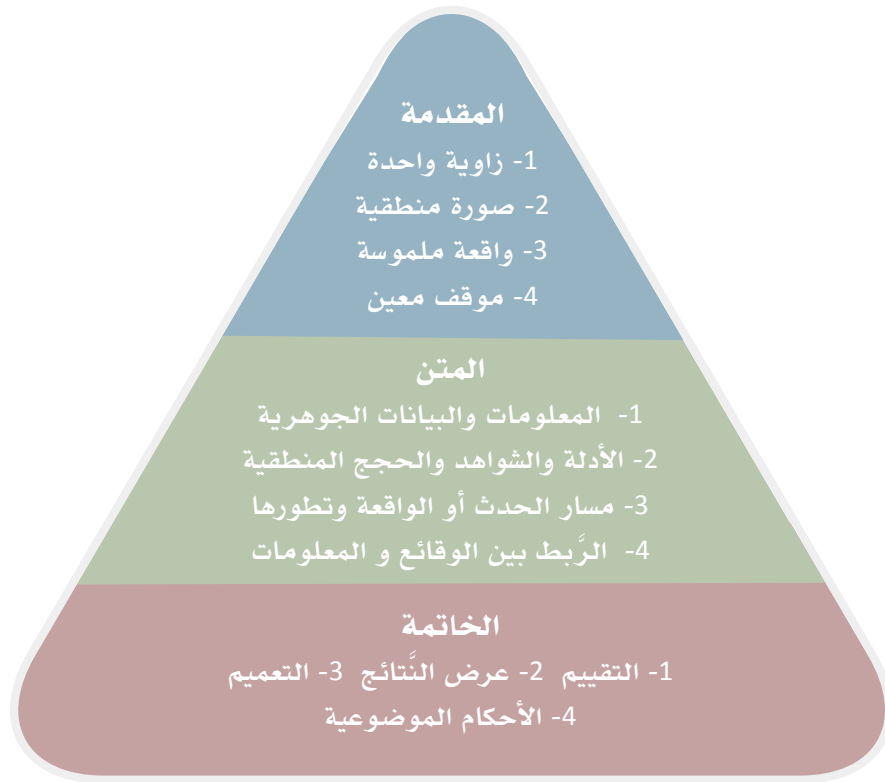 المقدمة
1- زاوية واحدة
2- صورة منطقية
3- واقعة ملموسة
4- موقف معين
المتن
1- المعلومات والبيانات الجوهرية
2- الأدلة والشواهد والحجج المنطقية
3- مسار الحدث أو الواقعة وتطورها
4- الرَّبط بين الوقائع و المعلومات
الخاتمة
1- التقييم 2- عرض النَّتائج 3- التعميم
4- الأحكام الموضوعية